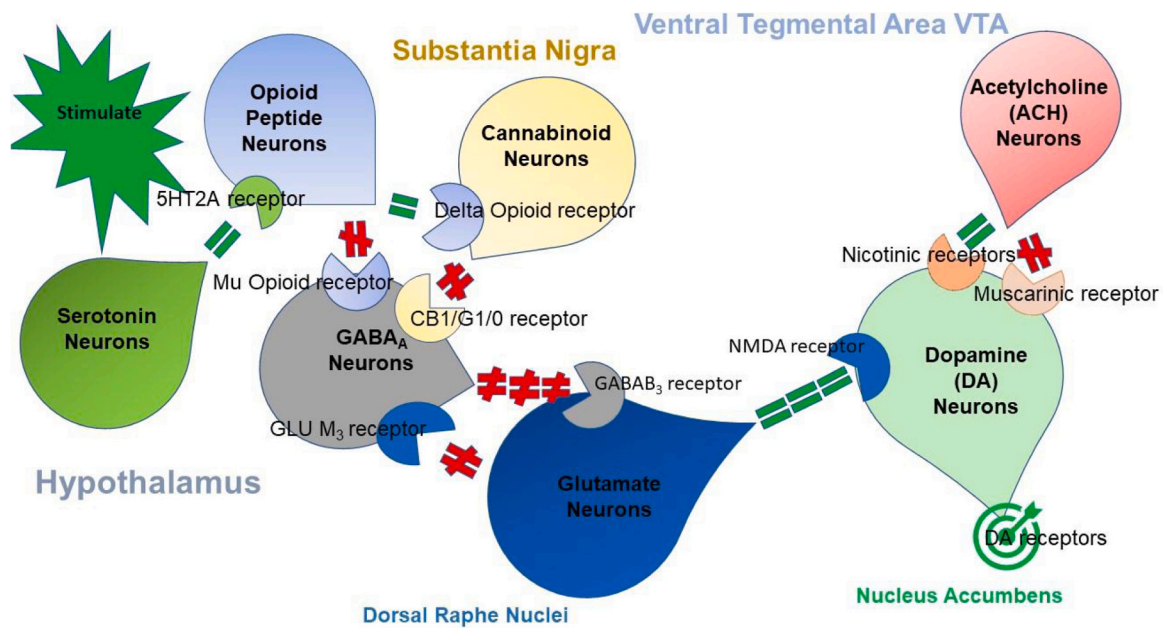 Ventral Tegmental Area VTA
Substantia Nigra
Stimulate
Opioid
Peptide
Neurons
Cannabinoid
Neurons
Acetylcholine
(ACH)
Neurons
5HT2A receptor
Delta Opioid receptor
Nicotinic receptors
Mu Opioid receptor
Muscarinic receptor
Serotonin
Neurons
CB1/G1/0 receptor
GABAA
Neurons
NMDA receptor
Dopamine
(DA)
Neurons
GABAB3 receptor
GLU M3 receptor
Hypothalamus
Glutamate
Neurons
DA receptors
Nucleus Accumbens
Dorsal Raphe Nuclei